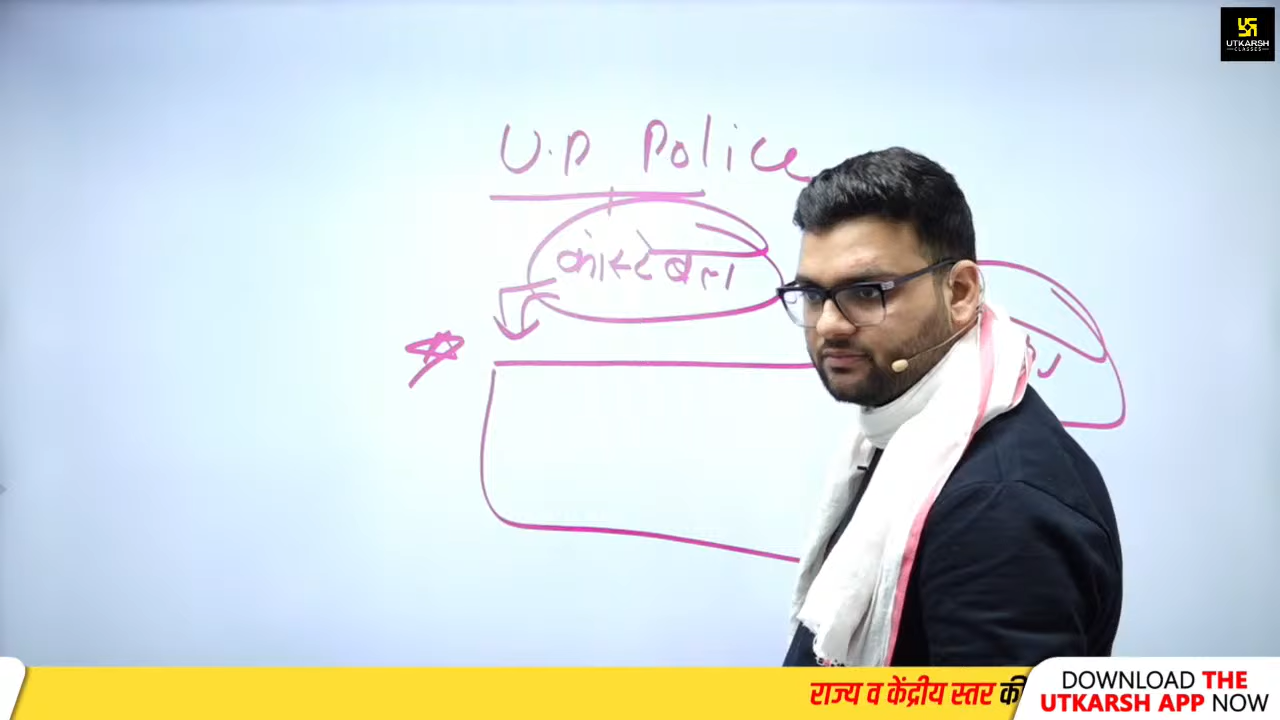 UTKARSH
CLASSES
U.P Police
कांस्टेबल
राज्य व केंद्रीय स्तर की
DOWNLOAD THE
UTKARSH APP NOW